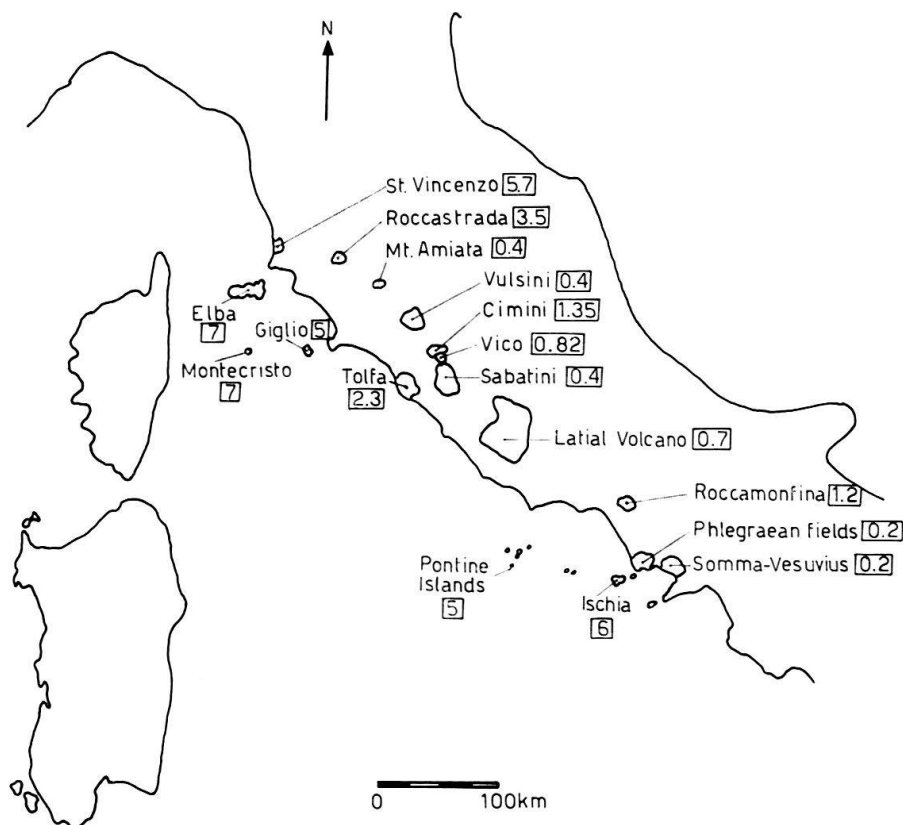 N
St. Vincenzo 5.7
Roccastrada 3.5
Mt. Amiata 0.4
Vulsini 0.4
Elba
7
Giglio 5
Cimini 1.35
Vico 0.82
Montecristo
7
Tolfa
2.3
Sabatini 0.4
Latial Volcano 0.7
Roccamonfina 1.2
Phlegraean fields 0.2
Pontine
Islands
5
Somma-Vesuvius 0.2
Ischia
6
0 100km